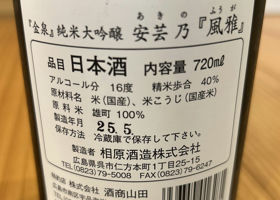 あきの ふうが
『金泉』純米大吟醸 安芸乃『風雅』
品目 日本酒 内容量 720ml
アルコール分 16度 精米歩合 40%
原材料名 米(国産)、米こうじ(国産)
原料米 雄町 100%
製造年月 25.5.
保存方法 冷蔵庫で保存して下さい。
製造者 相原酒造株式会社
広島県呉市仁方本町1丁目25-15
TEL(0823)79-5008 FAX(0823)79-6247
株式会社 酒商山田